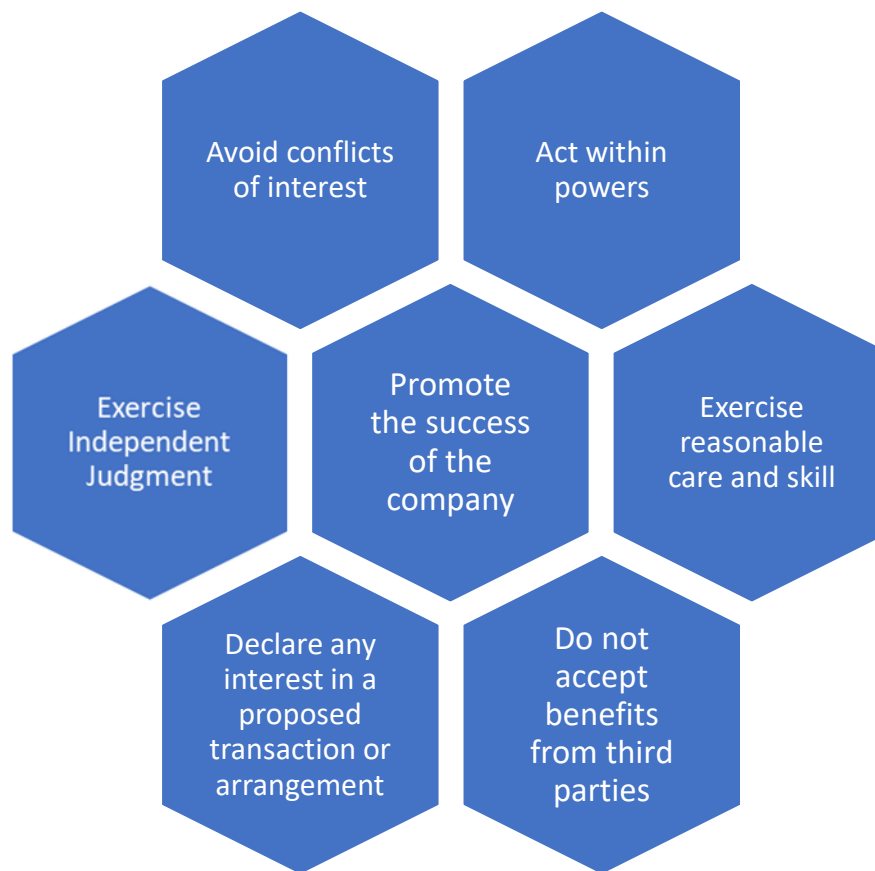 Avoid conflicts
of interest
Act within
powers
Exercise
Independent
Judgment
Promote
the success
of the
company
Exercise
reasonable
care and skill
Declare any
interest in a
proposed
transaction or
arrangement
Do not
accept
benefits
from third
parties